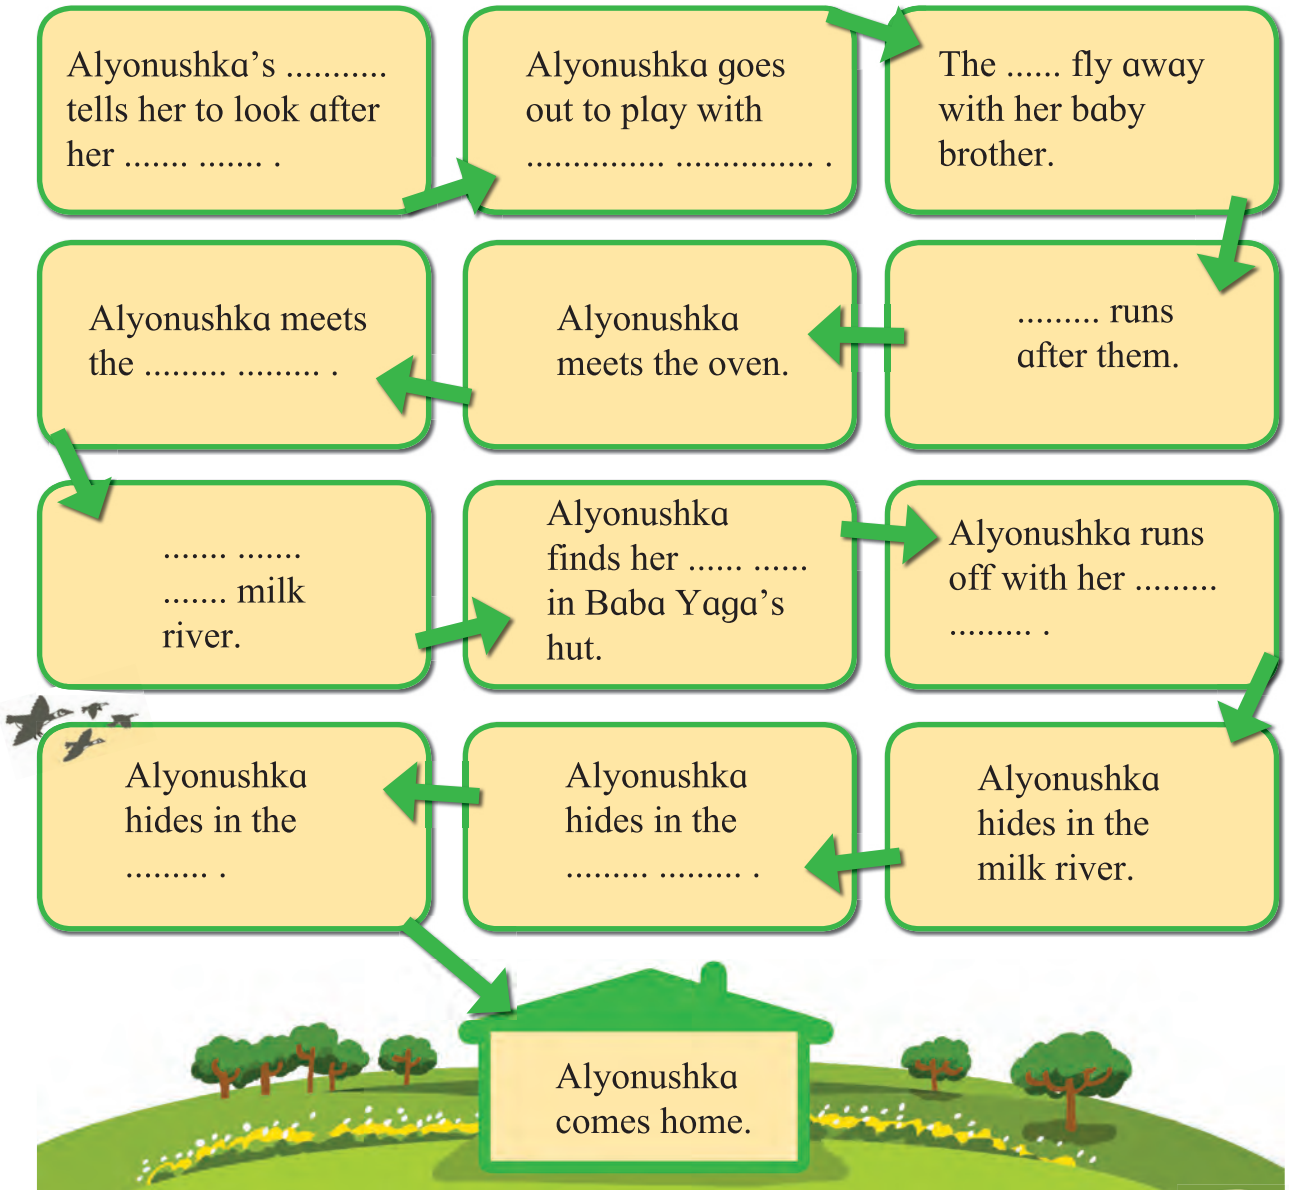 Alyonushka’s ...........
tells her to look after
her ....... ....... .
Alyonushka goes
out to play with
............... ............... .
The ...... fly away
with her baby
brother.
......... runs
after them.
Alyonushka
meets the oven.
Alyonushka meets
the ......... ......... .
....... .......
....... milk
river.
Alyonushka
finds her ...... ......
in Baba Yaga’s
hut.
Alyonushka runs
off with her .........
......... .
Alyonushka
hides in the
milk river.
Alyonushka
hides in the
......... ......... .
Alyonushka
hides in the
......... .
Alyonushka
comes home.